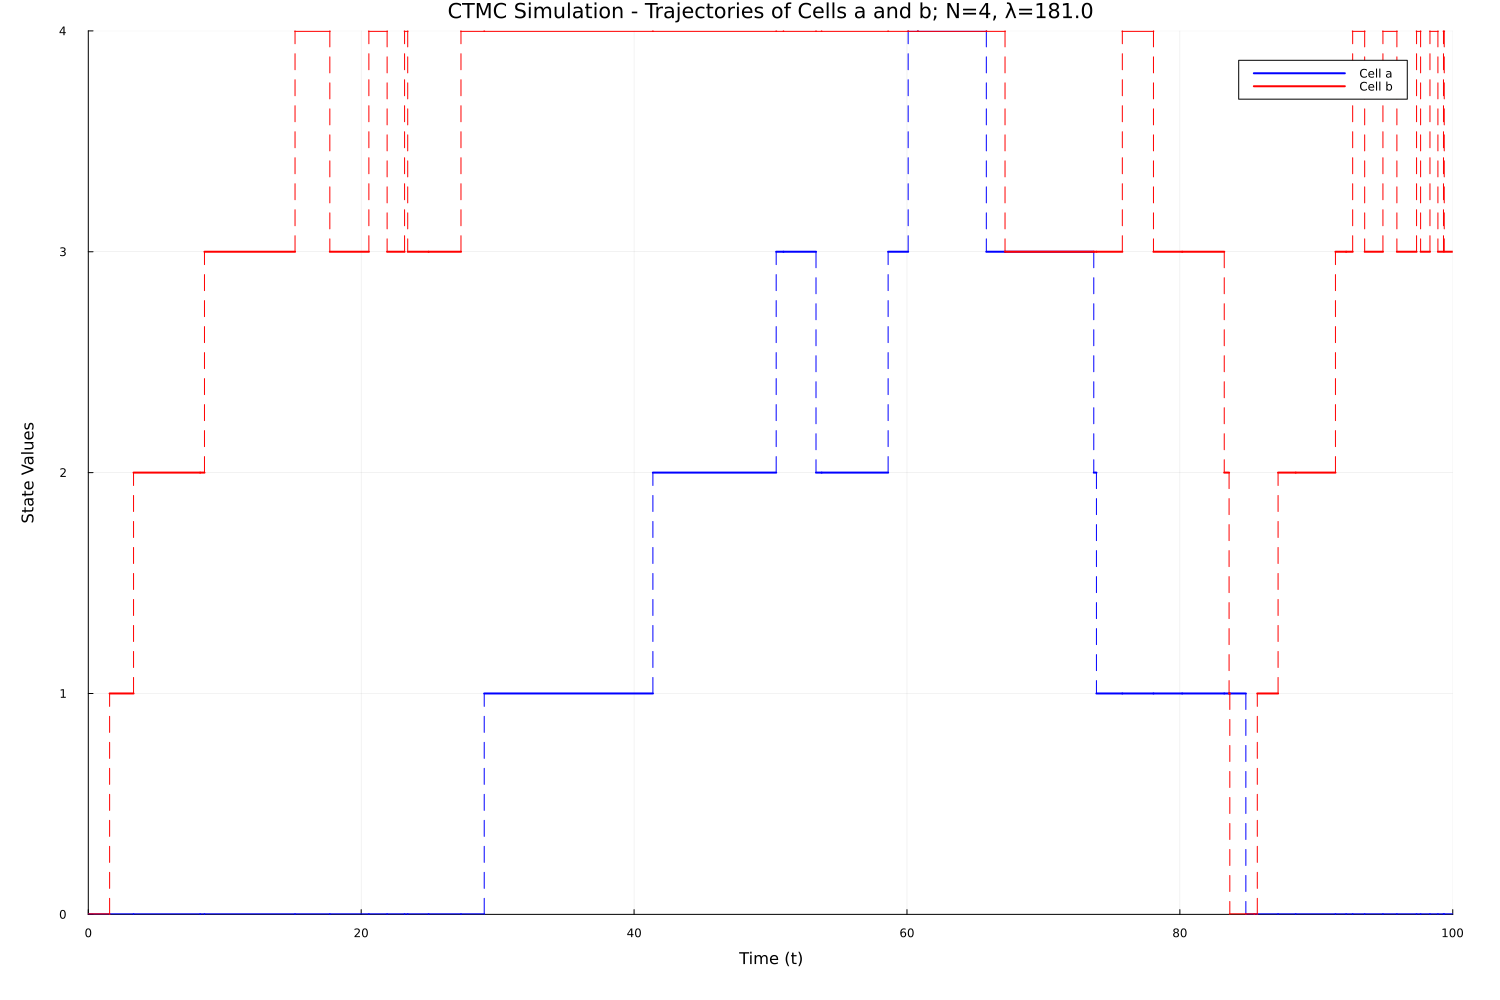 CTMC Simulation - Trajectories of Cells a and b; N=4, λ=181.0
4
Cell a
Cell b
3
State Values
2
1
0
0 20 40 60 80 100
Time (t)